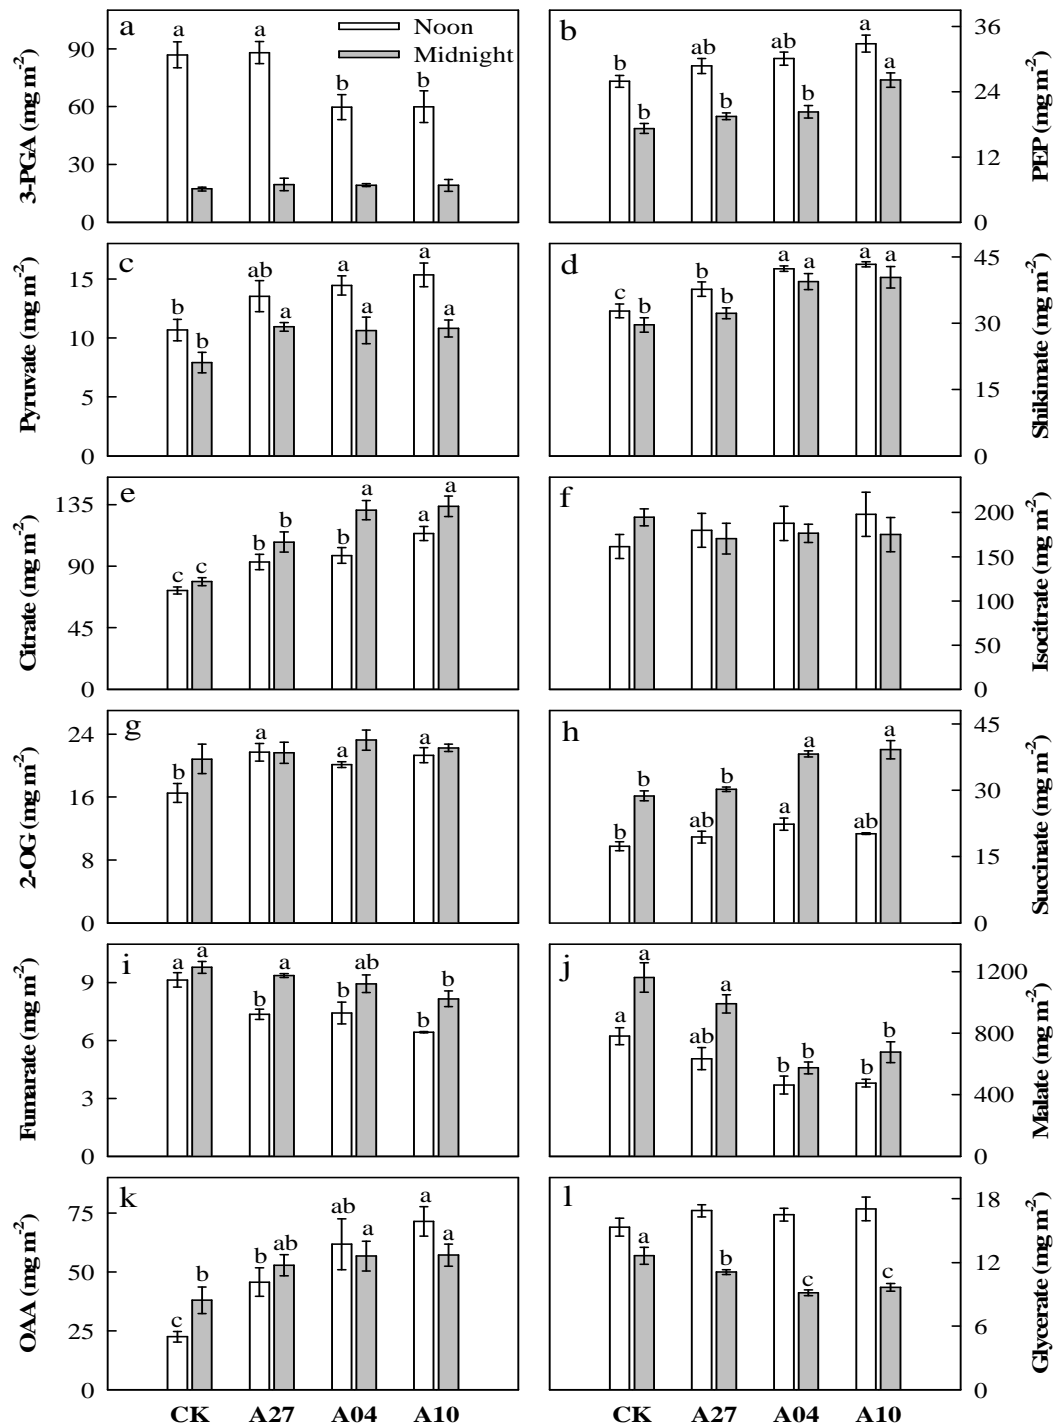 a
Noon
Midnight
3-PGA (mg m⁻²)
90
60
30
0
a a b b
b
PEP (mg m⁻²)
36
24
12
0
b ab ab a
b b b a
c
Pyruvate (mg m⁻²)
15
10
5
0
b ab a a
b a a a
d
Shikimate (mg m⁻²)
45
30
15
0
c b a a
b b a a
e
Citrate (mg m⁻²)
135
90
45
0
c b b a
c b a a
f
Isocitrate (mg m⁻²)
200
150
100
50
0
g
2-OG (mg m⁻²)
24
16
8
0
b a a a
h
Succinate (mg m⁻²)
45
30
15
0
b ab a ab
b b a a
i
Fumarate (mg m⁻²)
9
6
3
0
a b b b
a a ab b
j
Malate (mg m⁻²)
1200
800
400
0
a ab b b
a a b b
k
OAA (mg m⁻²)
75
50
25
0
c b ab a
b ab a a
CK A27 A04 A10
l
Glycerate (mg m⁻²)
18
12
6
0
a b c c
CK A27 A04 A10